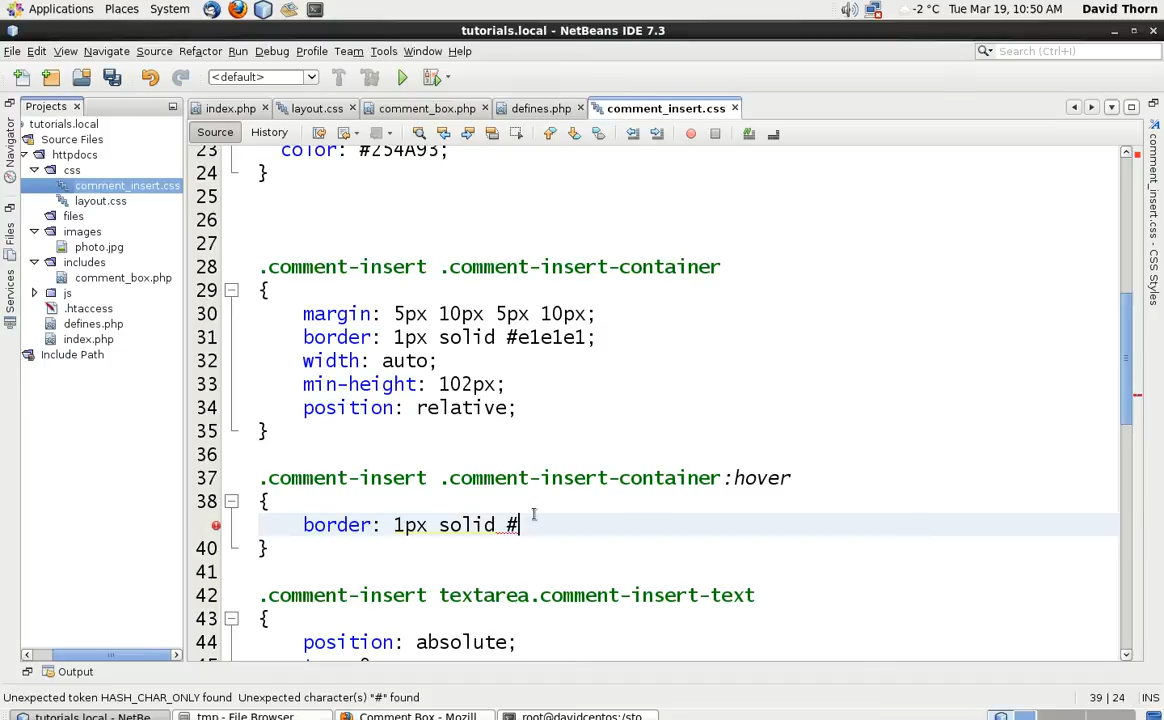 Applications Places System -2 °C Tue Mar 19, 10:50 AM David Thorn
tutorials.local - NetBeans IDE 7.3
File Edit View Navigate Source Refactor Run Debug Profile Team Tools Window Help Search (Ctrl+I)
<default>
Projects index.php layout.css comment_box.php defines.php comment_insert.css
Navigator
Files
Services
tutorials.local
Source Files
httpdocs
css
comment_insert.css
layout.css
files
images
photo.jpg
includes
comment_box.php
js
.htaccess
defines.php
index.php
Include Path
Source History
23 color: #254A93;
24 }
25
26
27
28 .comment-insert .comment-insert-container
29 {
30 margin: 5px 10px 5px 10px;
31 border: 1px solid #e1e1e1;
32 width: auto;
33 min-height: 102px;
34 position: relative;
35 }
36
37 .comment-insert .comment-insert-container:hover
38 {
border: 1px solid #
40 }
41
42 .comment-insert textarea.comment-insert-text
43 {
44 position: absolute;
comment_insert.css - CSS Styles
Output
Unexpected token HASH_CHAR_ONLY found Unexpected character(s) "#" found 39 | 24 INS
tutorials.local - NetBe... tmp - File Browser Comment Box - Mozill... root@davidcentos:/sto...